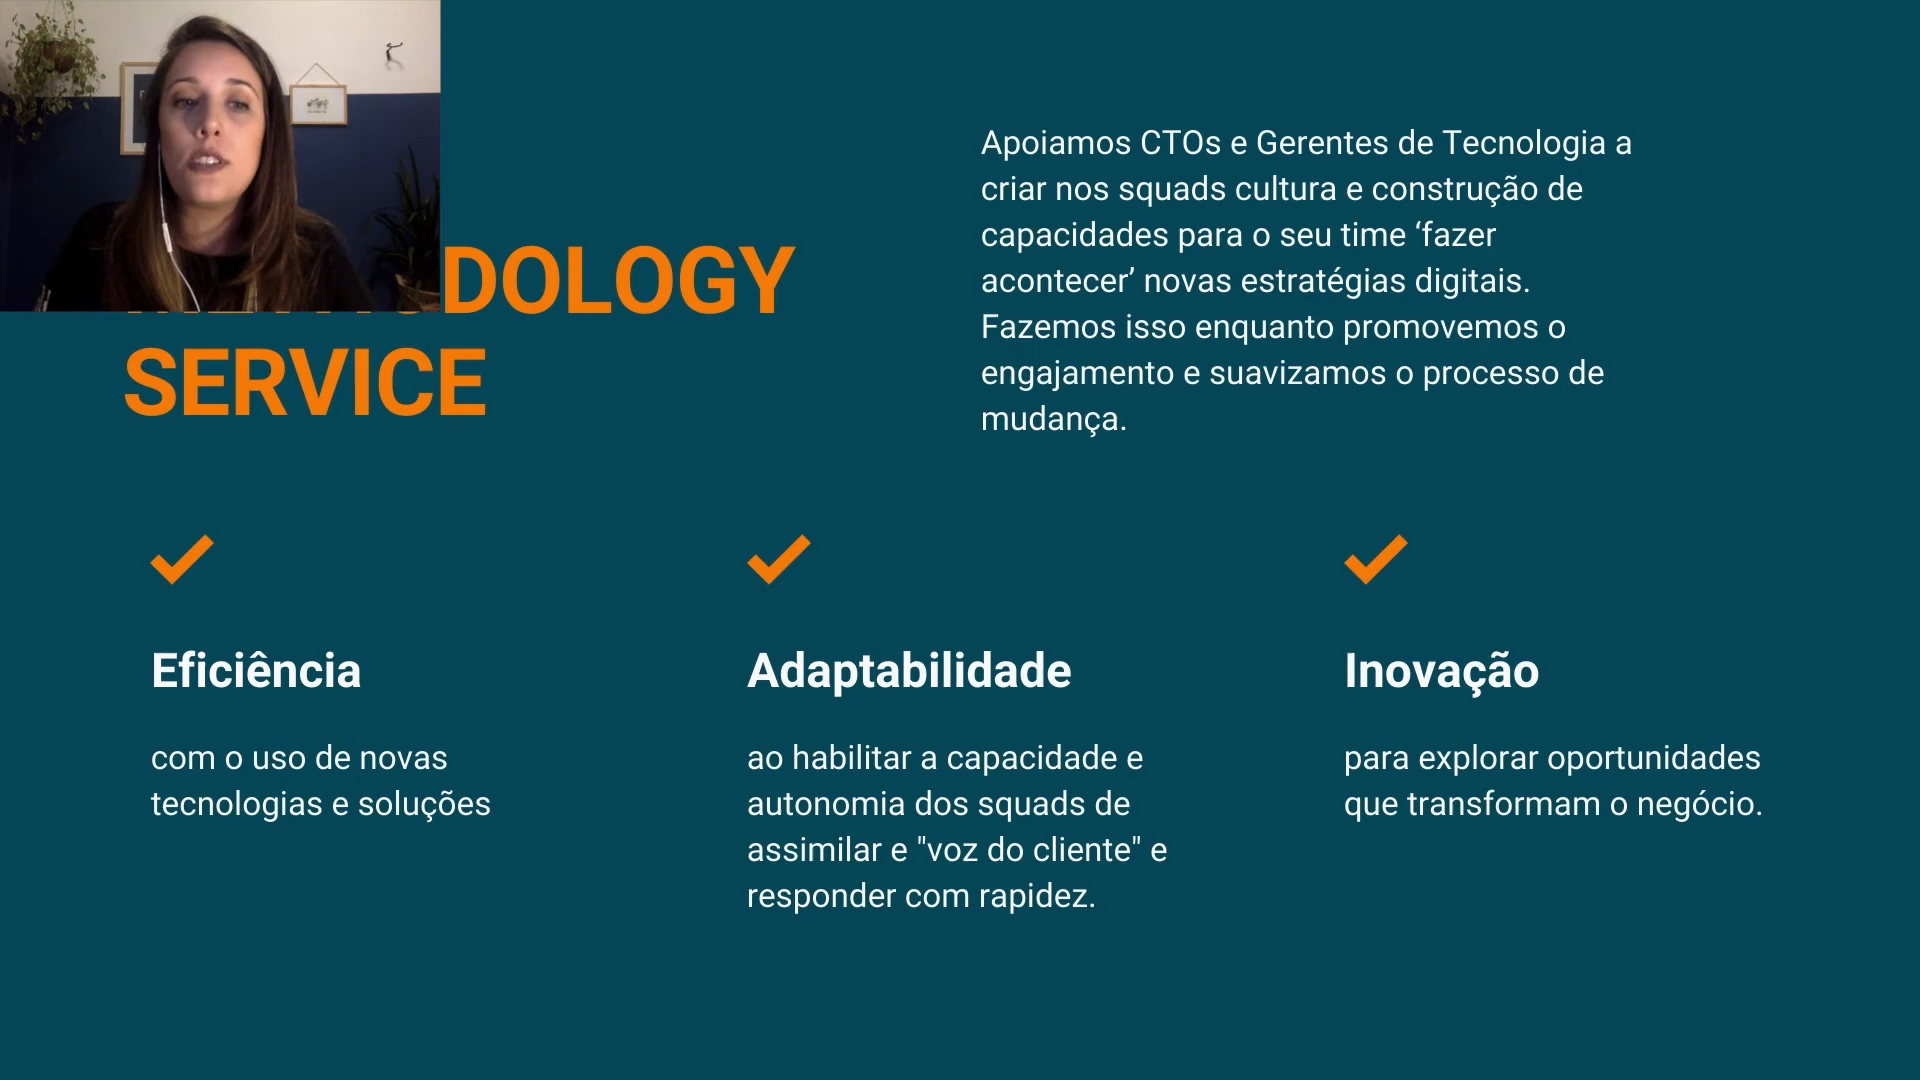 DOLOGY
SERVICE
Apoiamos CTOs e Gerentes de Tecnologia a
criar nos squads cultura e construção de
capacidades para o seu time ‘fazer
acontecer’ novas estratégias digitais.
Fazemos isso enquanto promovemos o
engajamento e suavizamos o processo de
mudança.
Eficiência
com o uso de novas
tecnologias e soluções
Adaptabilidade
ao habilitar a capacidade e
autonomia dos squads de
assimilar e "voz do cliente" e
responder com rapidez.
Inovação
para explorar oportunidades
que transformam o negócio.